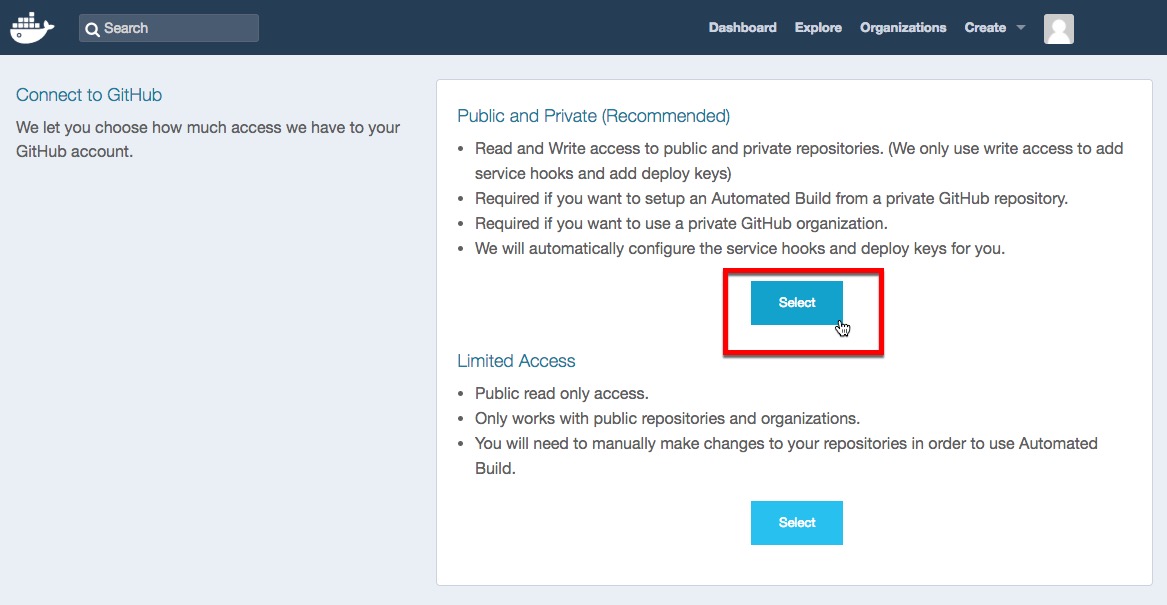 Search
Dashboard
Explore
Organizations
Create
Connect to GitHub
We let you choose how much access we have to your
GitHub account.
Public and Private (Recommended)
• Read and Write access to public and private repositories. (We only use write access to add
service hooks and add deploy keys)
• Required if you want to setup an Automated Build from a private GitHub repository.
• Required if you want to use a private GitHub organization.
• We will automatically configure the service hooks and deploy keys for you.
Select
Limited Access
• Public read only access.
• Only works with public repositories and organizations.
• You will need to manually make changes to your repositories in order to use Automated
Build.
Select